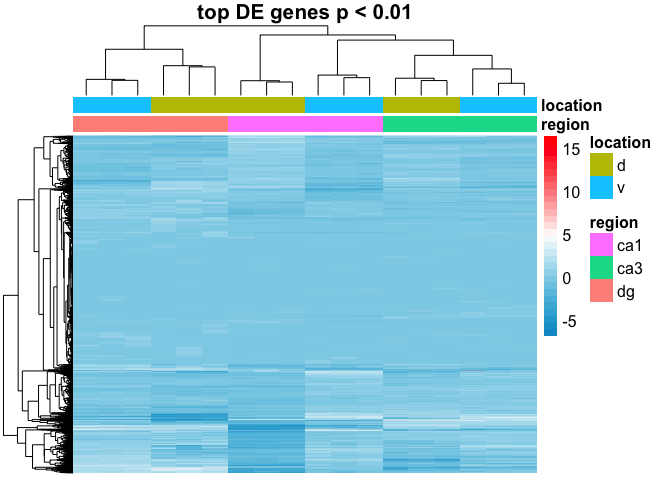 top DE genes p < 0.01
location
region
15
10
5
0
-5
location
d
v
region
ca1
ca3
dg